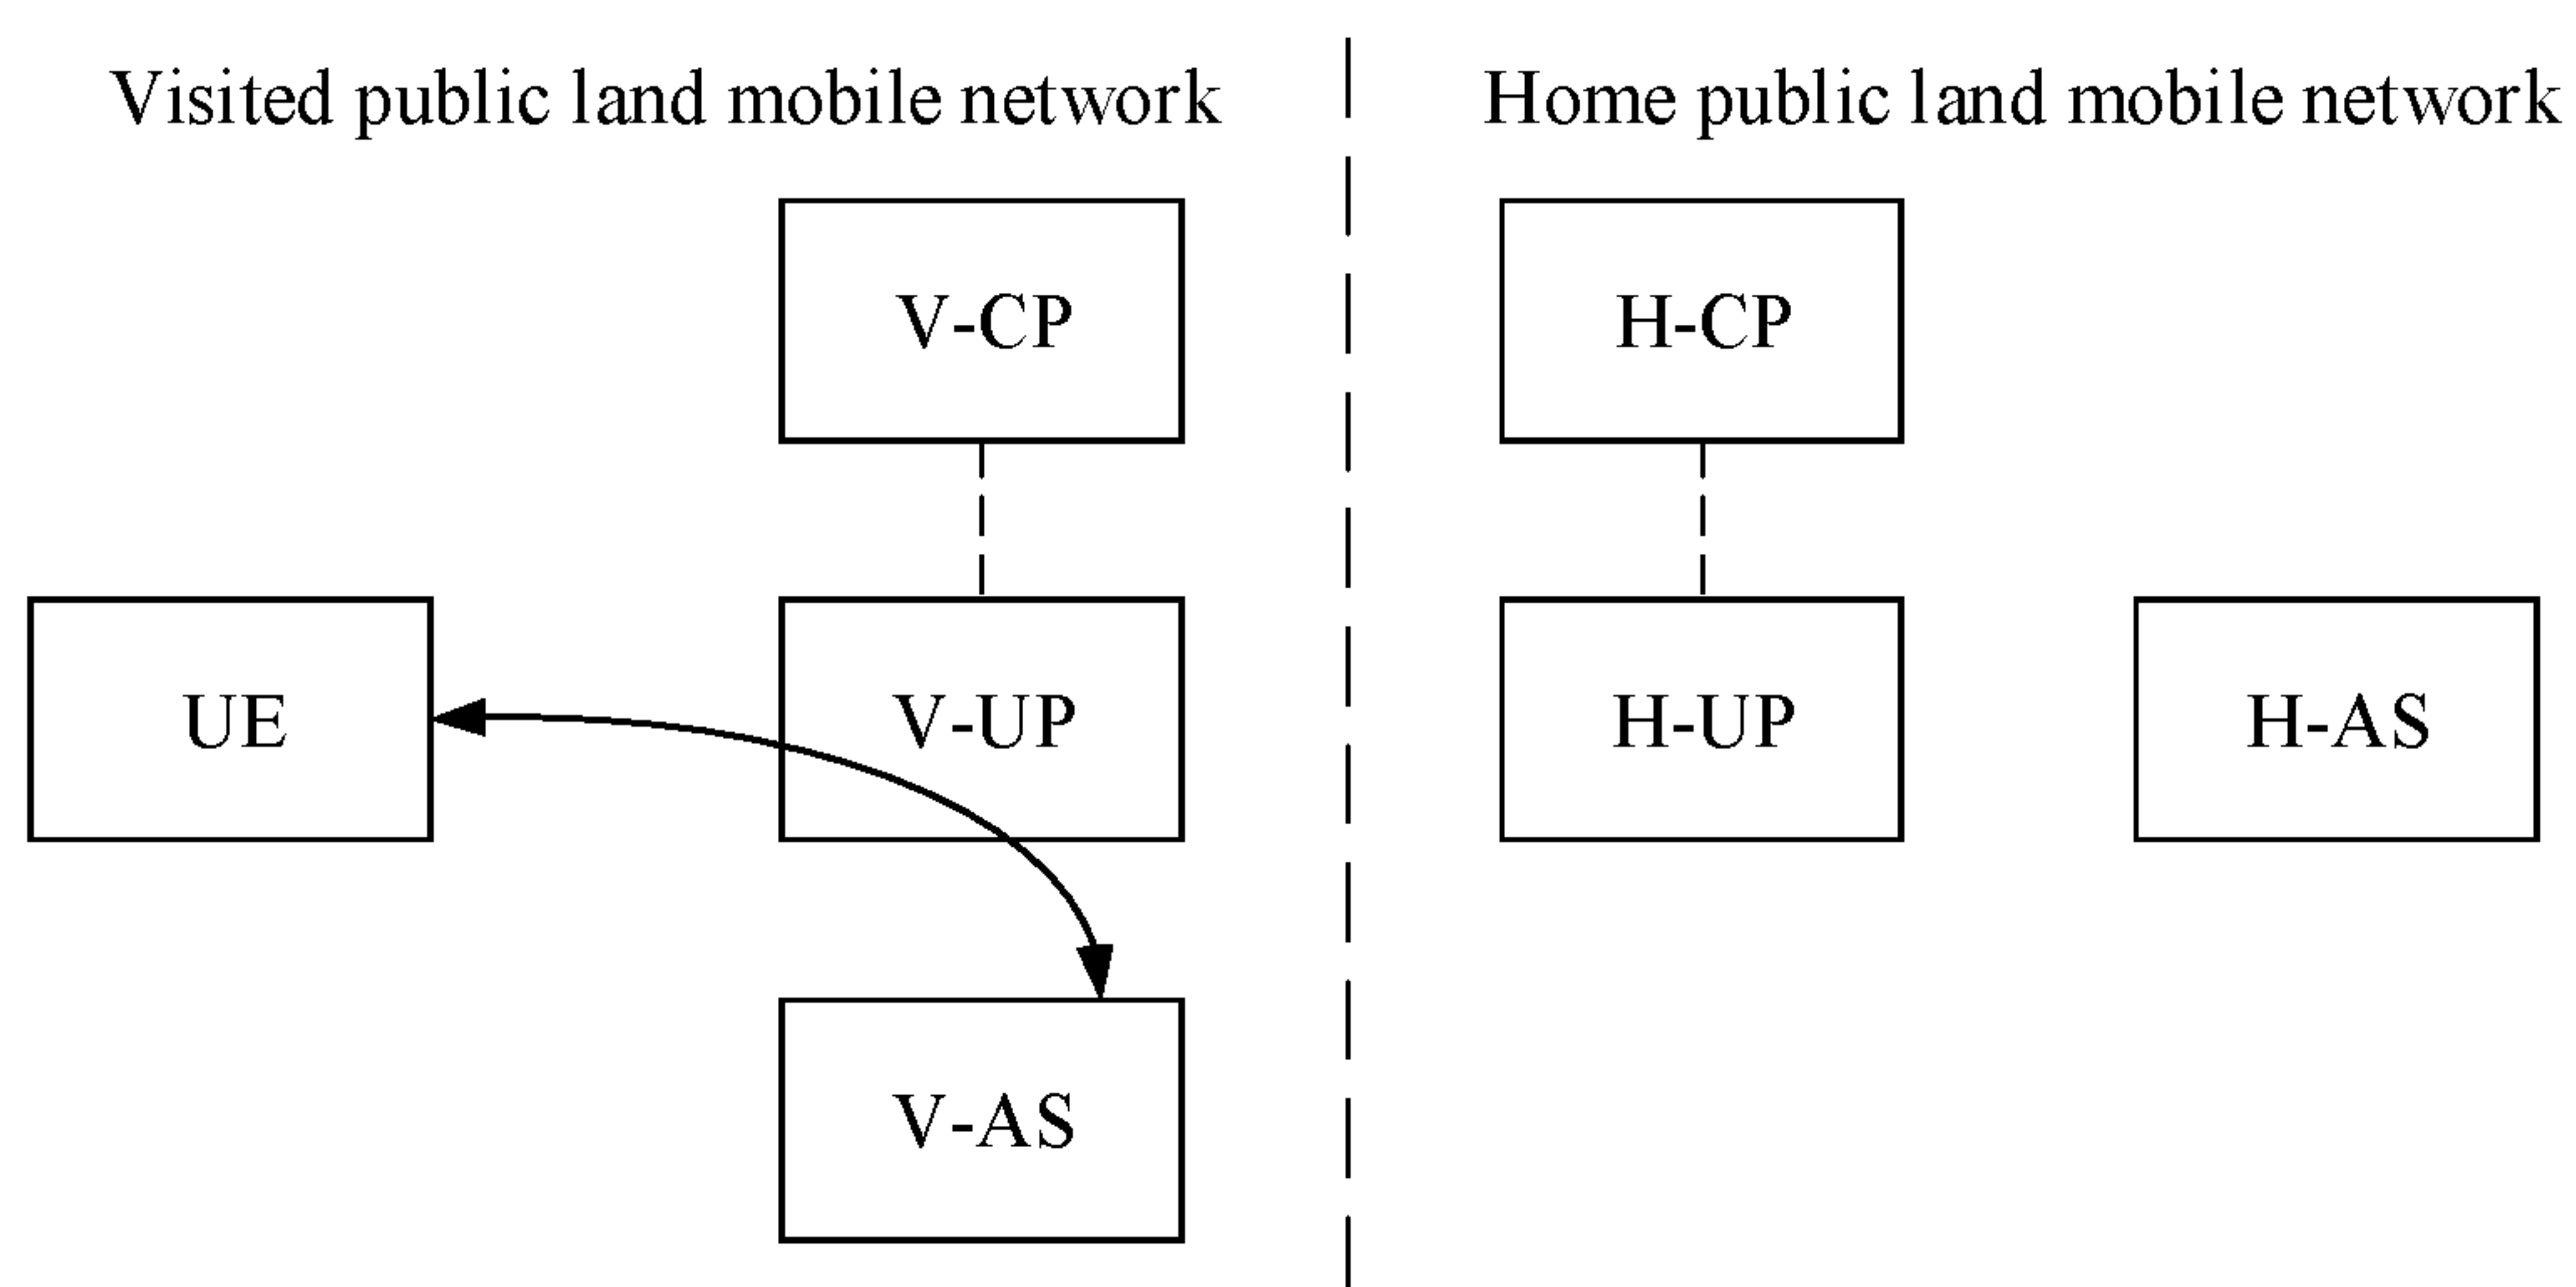 Visited public land mobile network
Home public land mobile network
V-CP
H-CP
UE
V-UP
H-UP
H-AS
V-AS